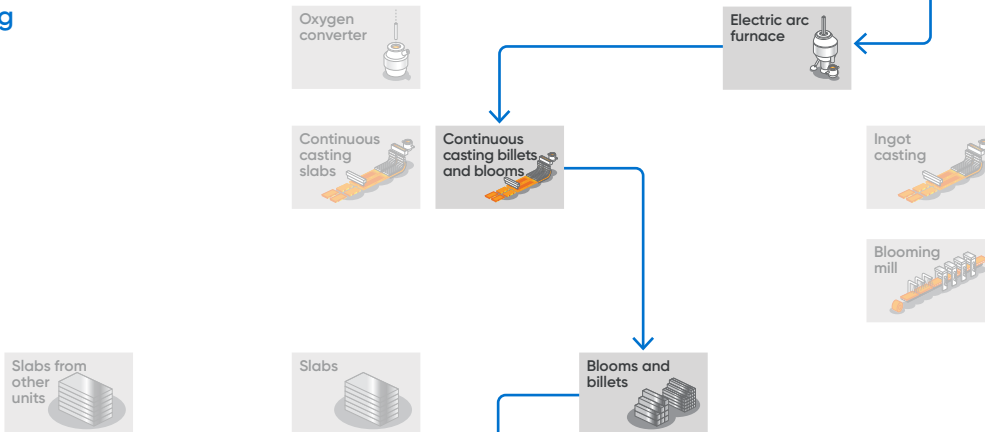 g
Oxygen
converter
Electric arc
furnace
Continuous
casting
slabs
Continuous
casting billets
and blooms
Ingot
casting
Blooming
mill
Slabs from
other
units
Slabs
Blooms and
billets